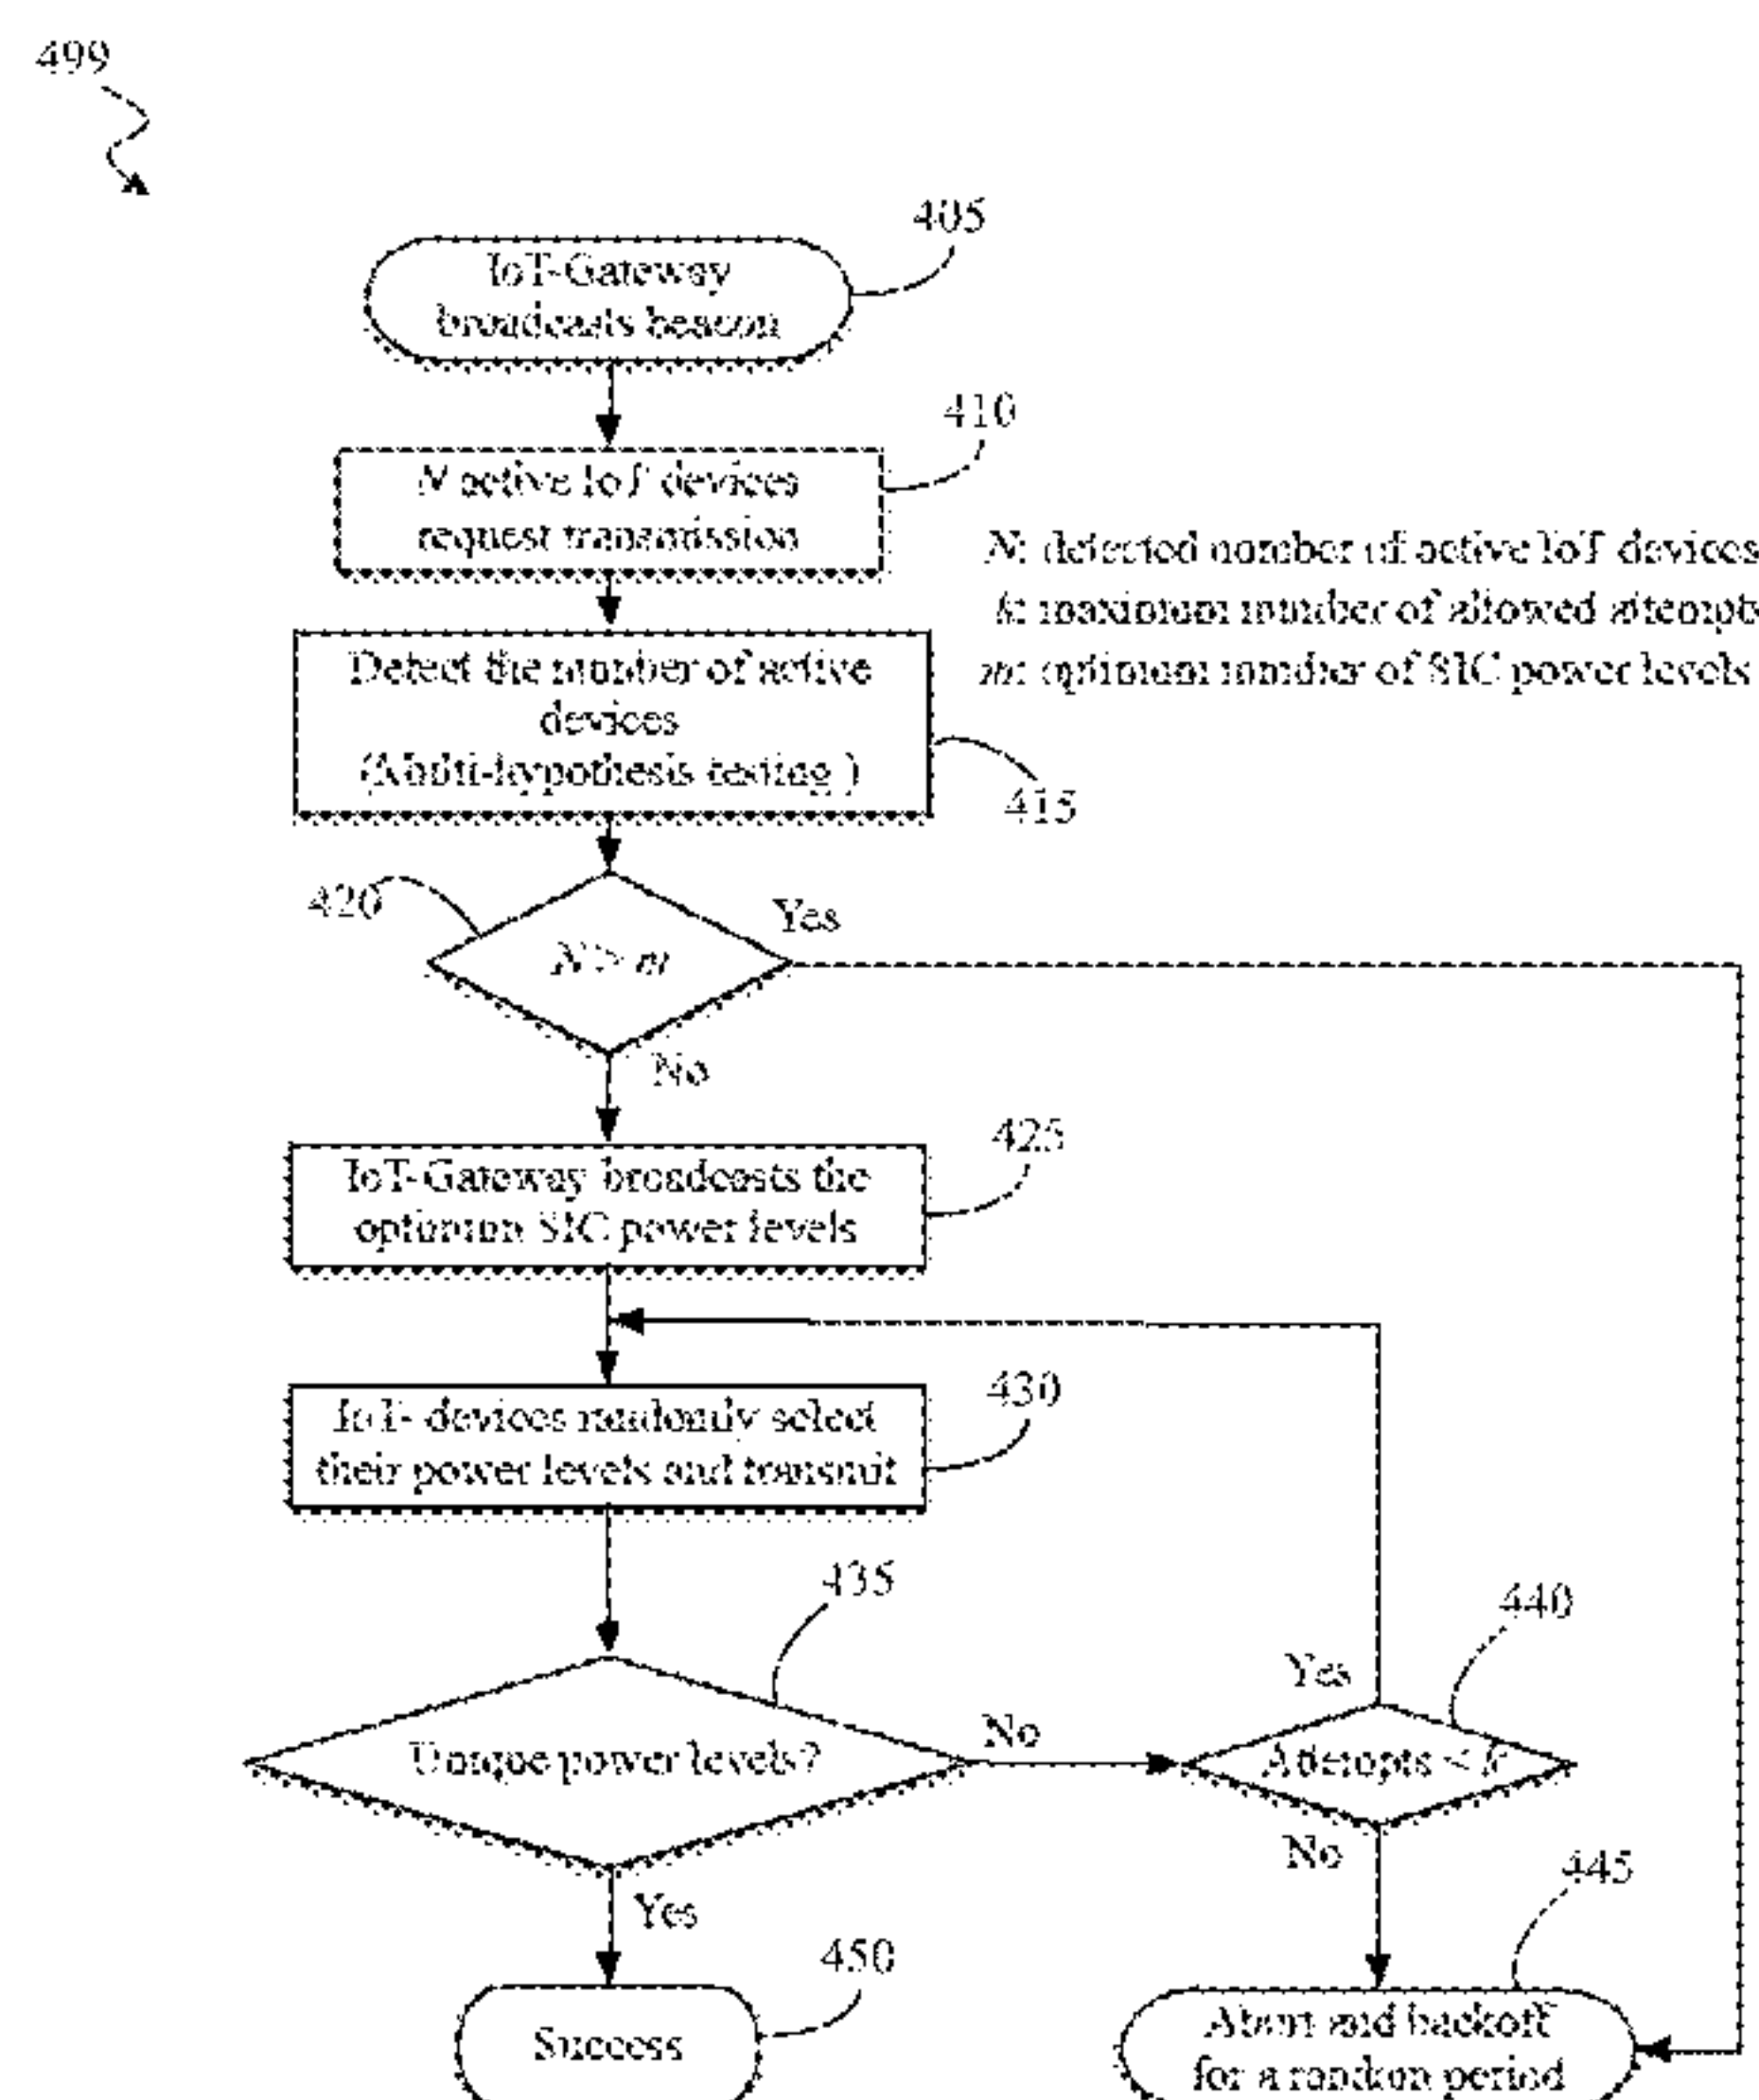 499
405
IoT-Gateway
broadcasts beacon
410
N active IoT devices
request transmission
N: detected number of active IoT devices
k: maximum number of allowed attempts
m: optimum number of SIC power levels
Detect the number of active
devices
(Multi-hypothesis testing )
415
420
N > m
Yes
No
425
IoT-Gateway broadcasts the
optimum SIC power levels
430
IoT- devices randomly select
their power levels and transmit
435
440
Yes
Unique power levels?
No
Attempts < k
No
445
Yes
450
Success
Abort and backoff
for a random period